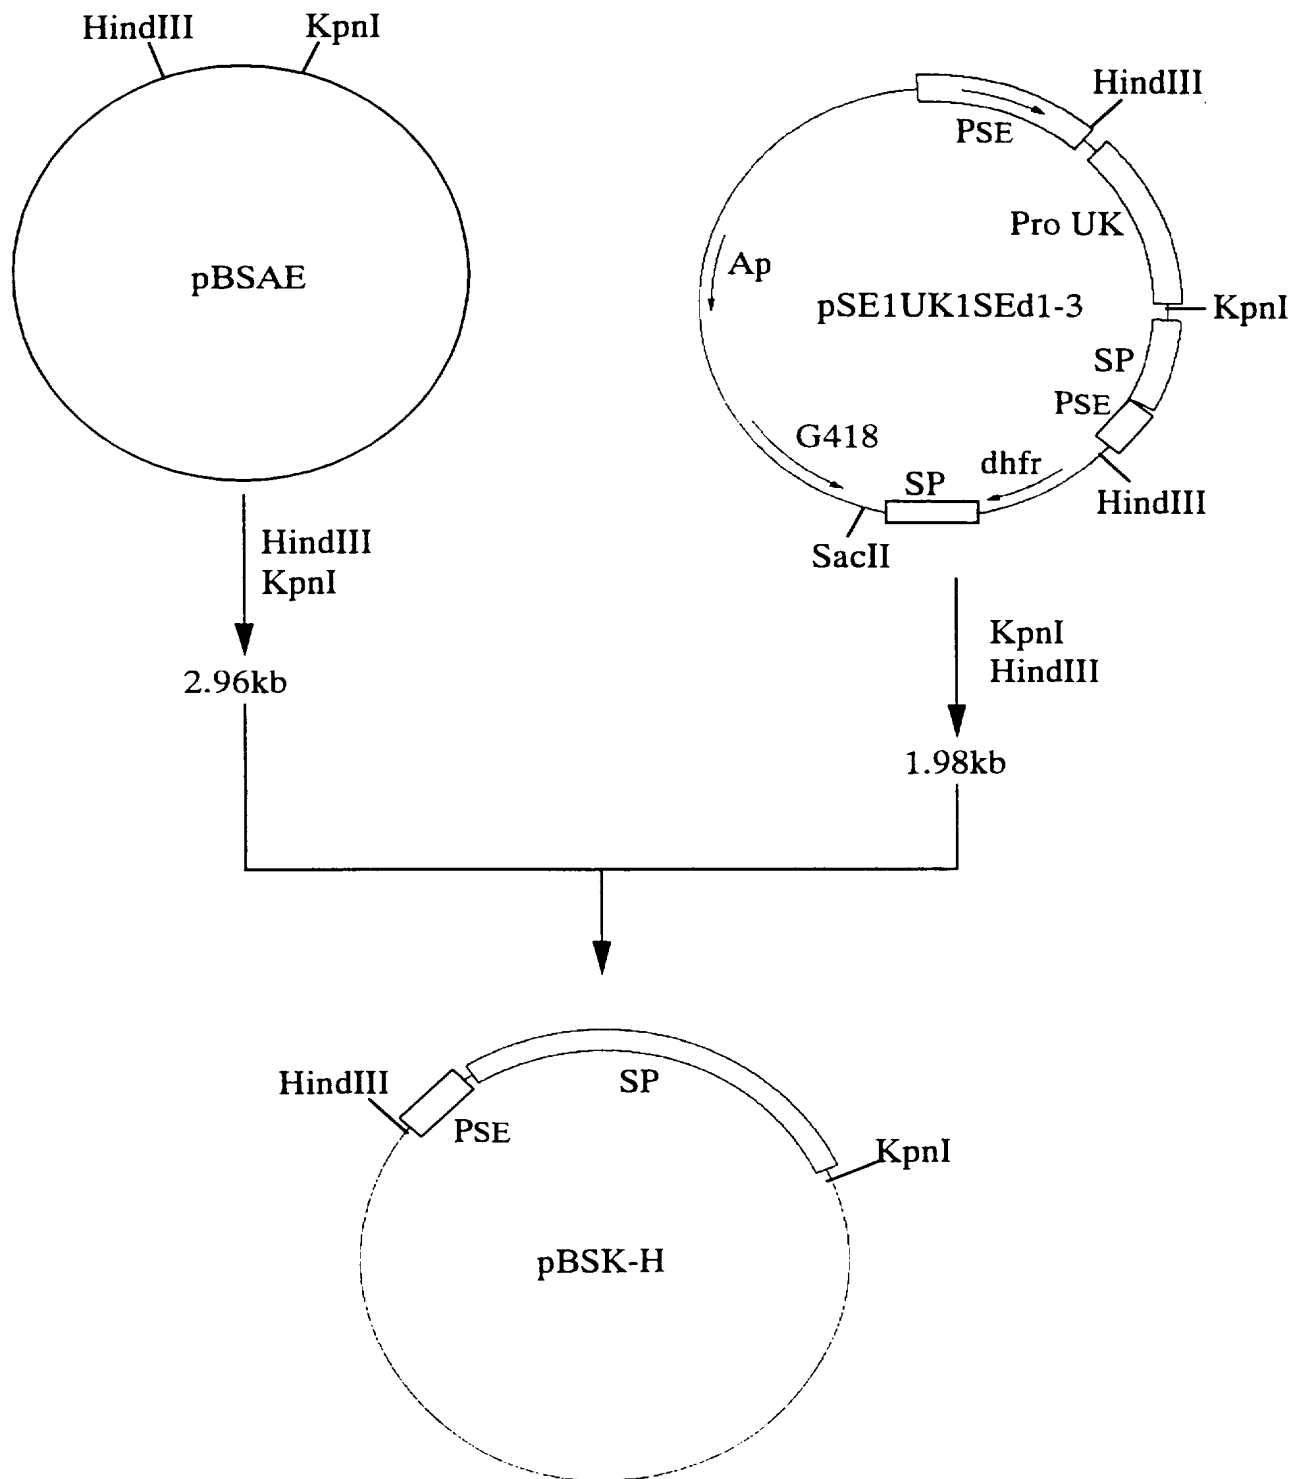 HindIII
KpnI
pBSAE
HindIII
KpnI
2.96kb
HindIII
PSE
Pro UK
Ap
pSE1UK1SEd1-3
KpnI
SP
PSE
G418
dhfr
SP
HindIII
SacII
KpnI
HindIII
1.98kb
HindIII
PSE
SP
KpnI
pBSK-H